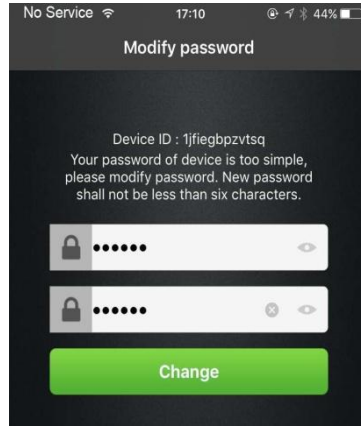 No Service 17:10 44%
Modify password
Device ID : 1jfiegbpzvtsq
Your password of device is too simple,
please modify password. New password
shall not be less than six characters.
••••••
••••••
Change